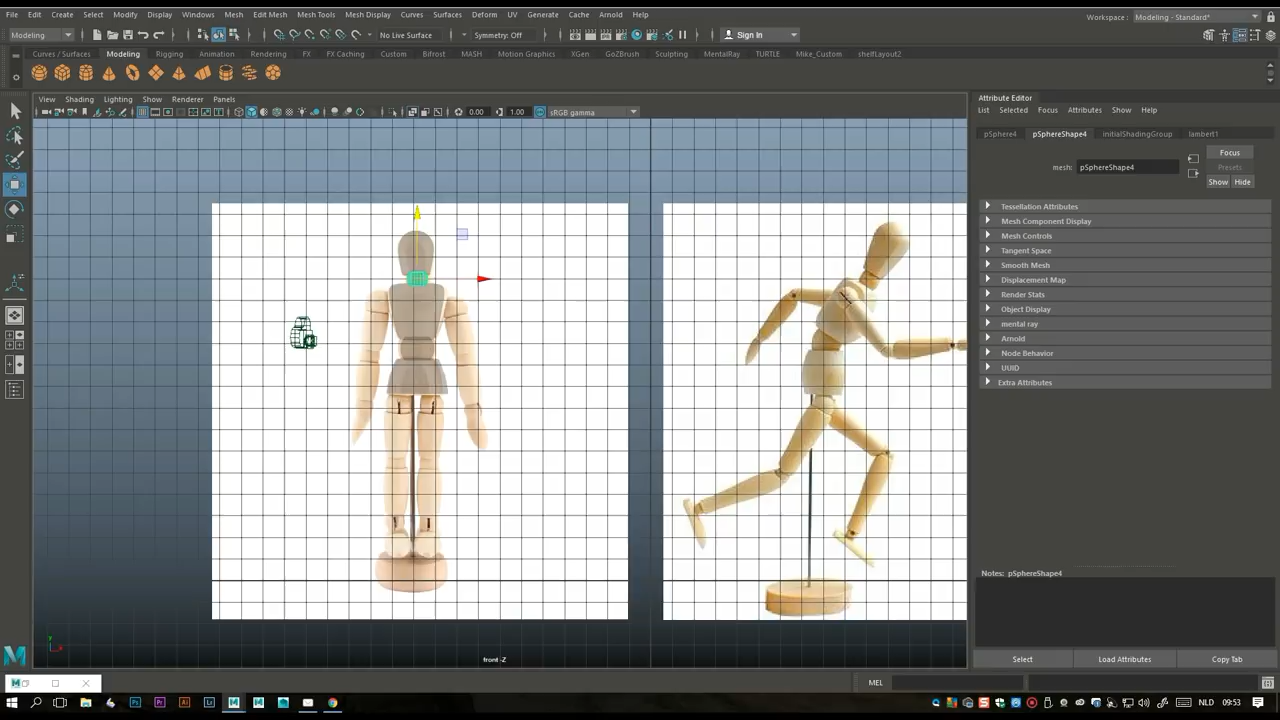 File Edit Create Select Modify Display Windows Mesh Edit Mesh Mesh Tools Mesh Display Curves Surfaces Deform UV Generate Cache Arnold Help
Workspace : Modeling - Standard*
Modeling
No Live Surface
Symmetry: Off
Sign In
Curves / Surfaces Modeling Rigging Animation Rendering FX FX Caching Custom Bifrost MASH Motion Graphics XGen GoZBrush Sculpting MentalRay TURTLE Mike_Custom shelfLayout2
View Shading Lighting Show Renderer Panels
0.00 1.00 sRGB gamma
Attribute Editor
List Selected Focus Attributes Show Help
pSphere4 pSphereShape4 initialShadingGroup lambert1
mesh: pSphereShape4
Focus
Presets
Show Hide
Tessellation Attributes
Mesh Component Display
Mesh Controls
Tangent Space
Smooth Mesh
Displacement Map
Render Stats
Object Display
mental ray
Arnold
Node Behavior
UUID
Extra Attributes
Notes: pSphereShape4
front -Z
Select Load Attributes Copy Tab
MEL
NLD 09:53